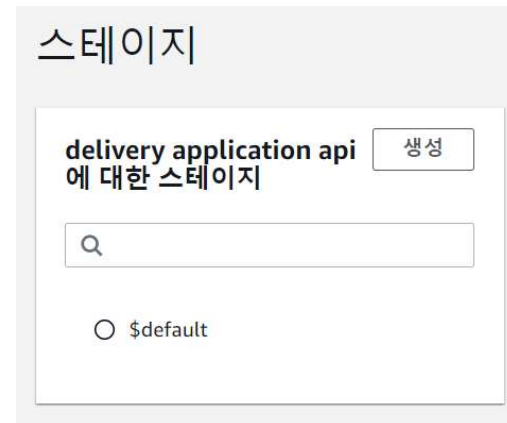 스테이지
delivery application api
에 대한 스테이지
생성
$default